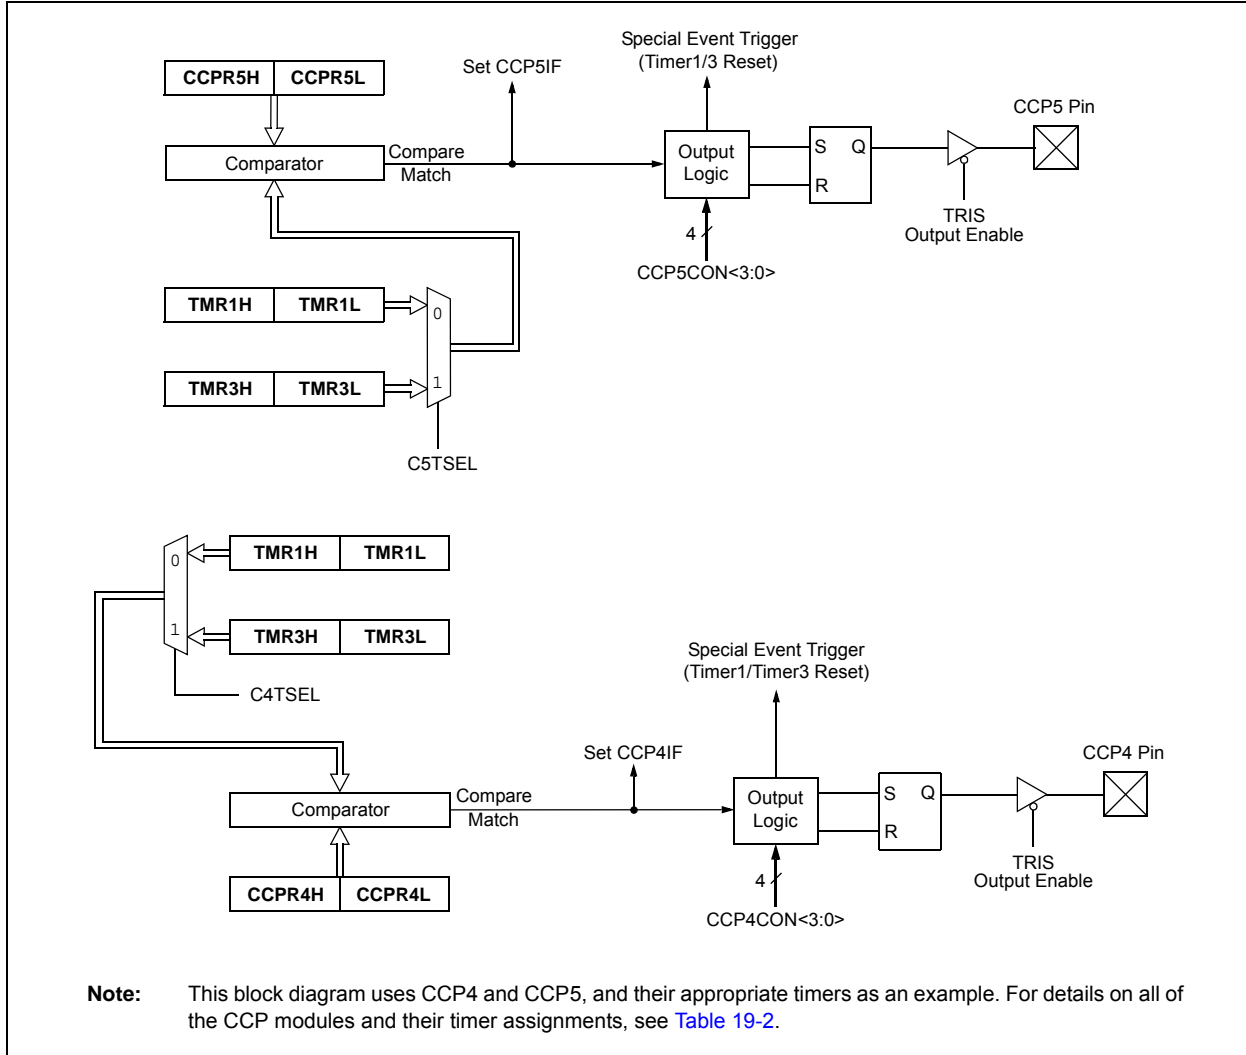 Special Event Trigger
(Timer1/3 Reset)
Set CCP5IF
CCPR5H CCPR5L
CCP5 Pin
Comparator
Compare
Match
Output
Logic
S Q
R
TRIS
Output Enable
4
CCP5CON<3:0>
TMR1H TMR1L
0
TMR3H TMR3L
1
C5TSEL
0
TMR1H TMR1L
1
TMR3H TMR3L
C4TSEL
Special Event Trigger
(Timer1/Timer3 Reset)
Set CCP4IF
CCP4 Pin
Comparator
Compare
Match
Output
Logic
S Q
R
TRIS
Output Enable
4
CCPR4H CCPR4L
CCP4CON<3:0>
Note: This block diagram uses CCP4 and CCP5, and their appropriate timers as an example. For details on all of
the CCP modules and their timer assignments, see Table 19-2.